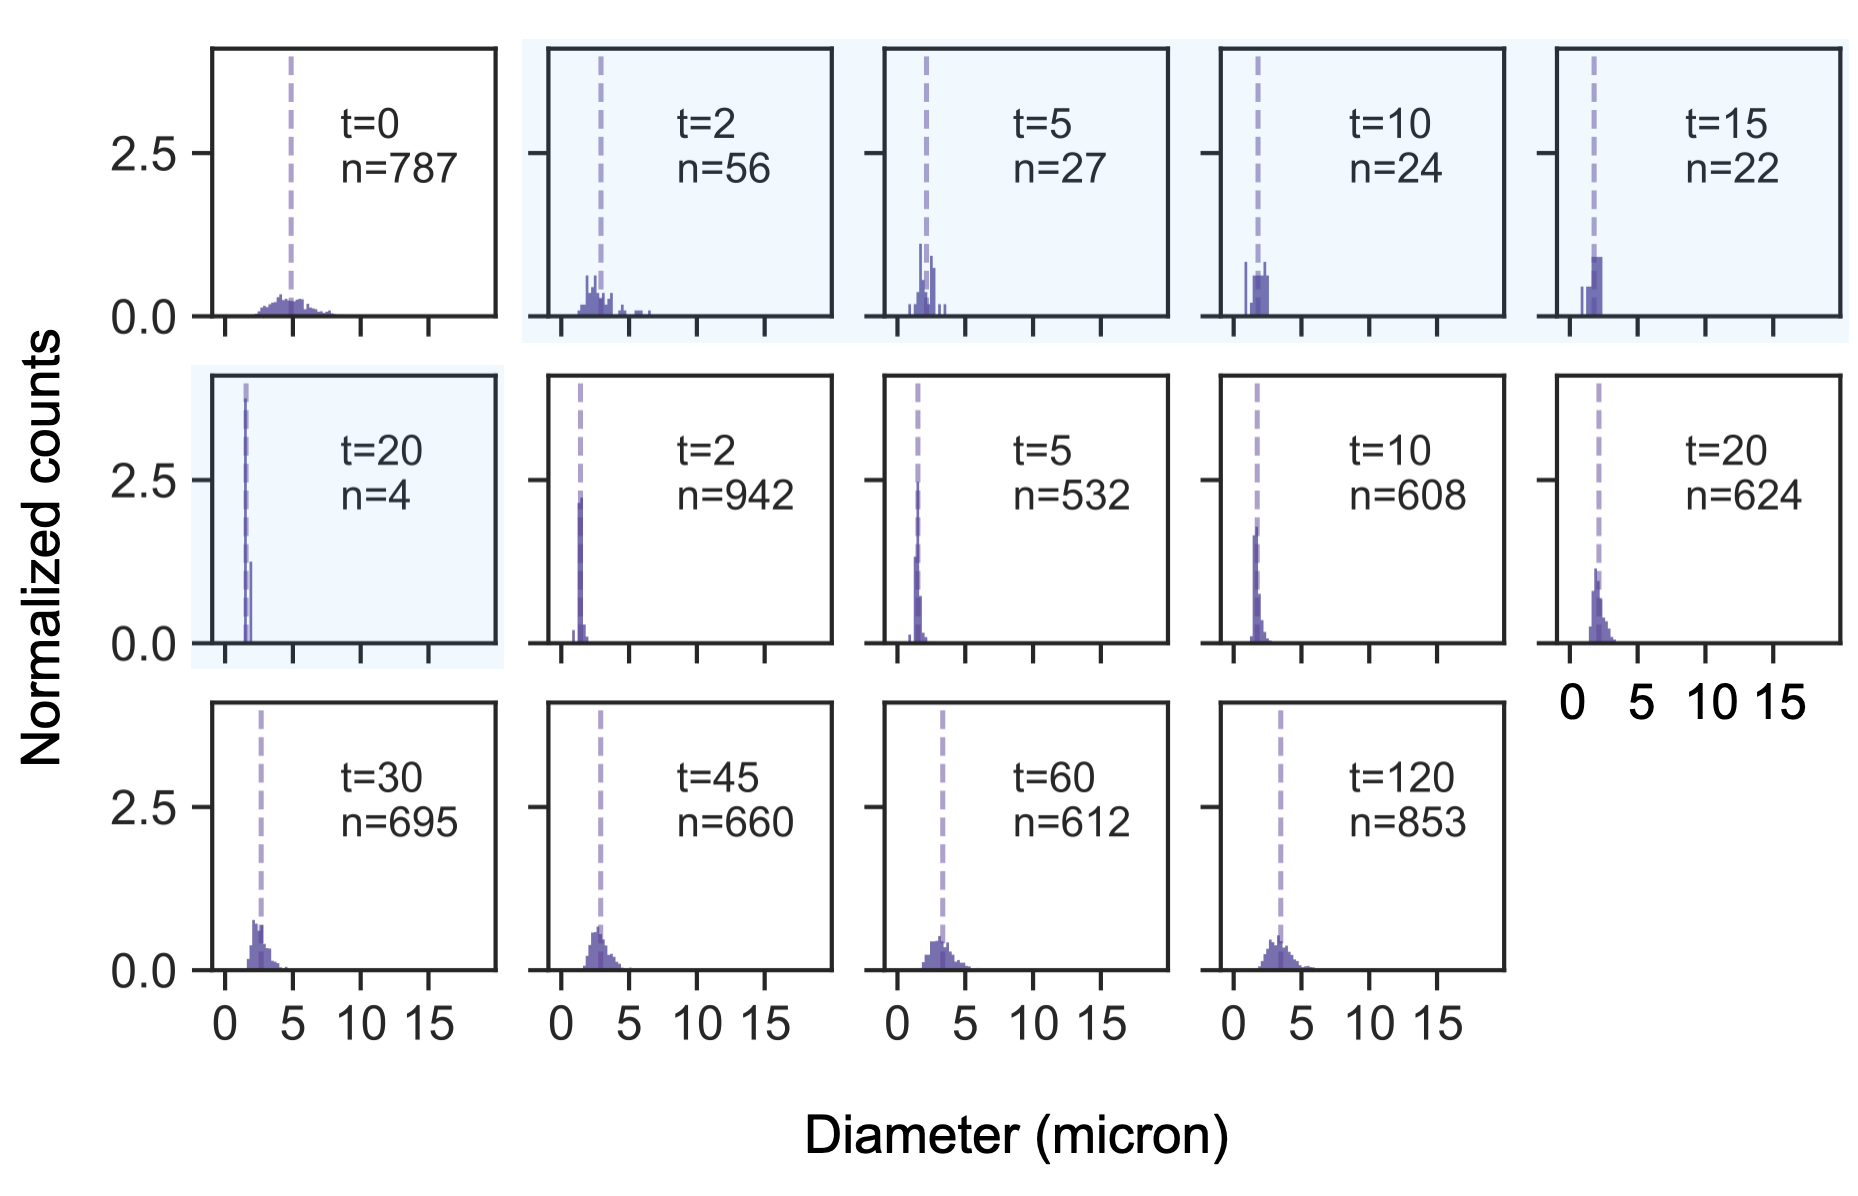 Normalized counts
2.5
0.0
t=0
n=787
t=2
n=56
t=5
n=27
t=10
n=24
t=15
n=22
2.5
0.0
t=20
n=4
t=2
n=942
t=5
n=532
t=10
n=608
t=20
n=624
0 5 10 15
2.5
0.0
t=30
n=695
t=45
n=660
t=60
n=612
t=120
n=853
0 5 10 15
0 5 10 15
0 5 10 15
0 5 10 15
Diameter (micron)